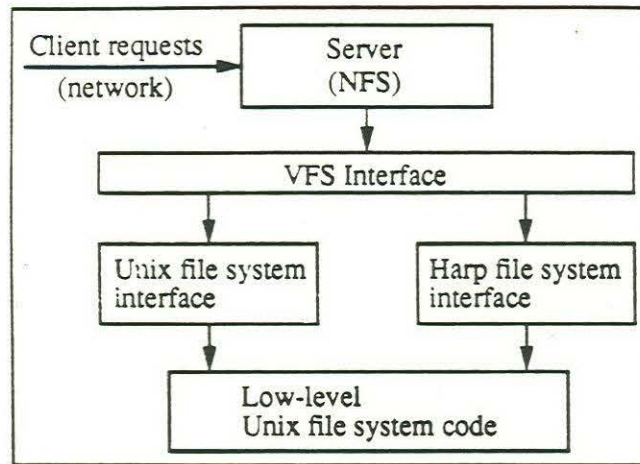 Client requests
(network)
Server
(NFS)
VFS Interface
Unix file system
interface
Harp file system
interface
Low-level
Unix file system code